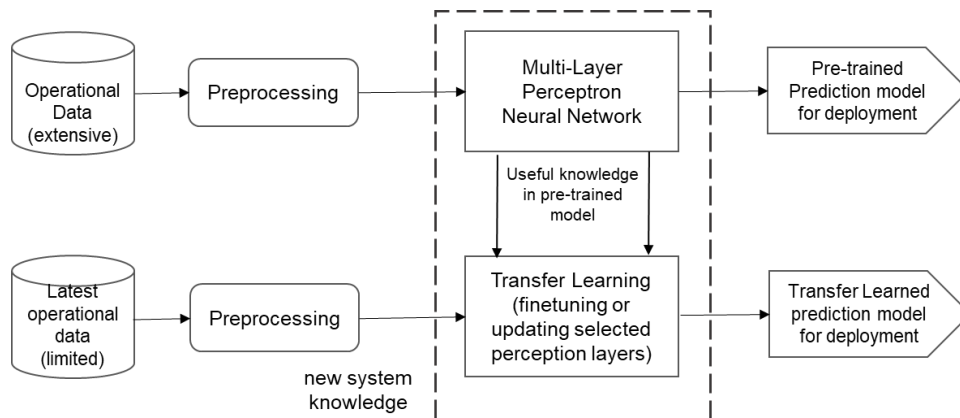 Operational
Data
(extensive)
Preprocessing
Multi-Layer
Perceptron
Neural Network
Pre-trained
Prediction model
for deployment
Useful knowledge
in pre-trained
model
Latest
operational
data
(limited)
Preprocessing
Transfer Learning
(finetuning or
updating selected
perception layers)
Transfer Learned
prediction model
for deployment
new system
knowledge